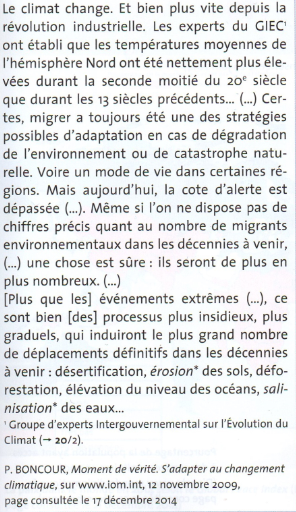 Le climat change. Et bien plus vite depuis la
révolution industrielle. Les experts du GIEC¹
ont établi que les températures moyennes de
l'hémisphère Nord ont été nettement plus éle-
vées durant la seconde moitié du 20e siècle
que durant les 13 siècles précédents... (...) Cer-
tes, migrer a toujours été une des stratégies
possibles d'adaptation en cas de dégradation
de l'environnement ou de catastrophe natu-
relle. Voire un mode de vie dans certaines ré-
gions. Mais aujourd'hui, la cote d'alerte est
dépassée (...). Même si l'on ne dispose pas de
chiffres précis quant au nombre de migrants
environnementaux dans les décennies à venir,
(...) une chose est sûre : ils seront de plus en
plus nombreux. (...)
[Plus que les] événements extrêmes (...), ce
sont bien [des] processus plus insidieux, plus
graduels, qui induiront le plus grand nombre
de déplacements définitifs dans les décennies
à venir : désertification, érosion* des sols, défo-
restation, élévation du niveau des océans, sali-
nisation* des eaux...
¹ Groupe d'experts Intergouvernemental sur l'Évolution du
Climat (→ 20/2).
P. BONCOUR, Moment de vérité. S'adapter au changement
climatique, sur www.iom.int, 12 novembre 2009,
page consultée le 17 décembre 2014